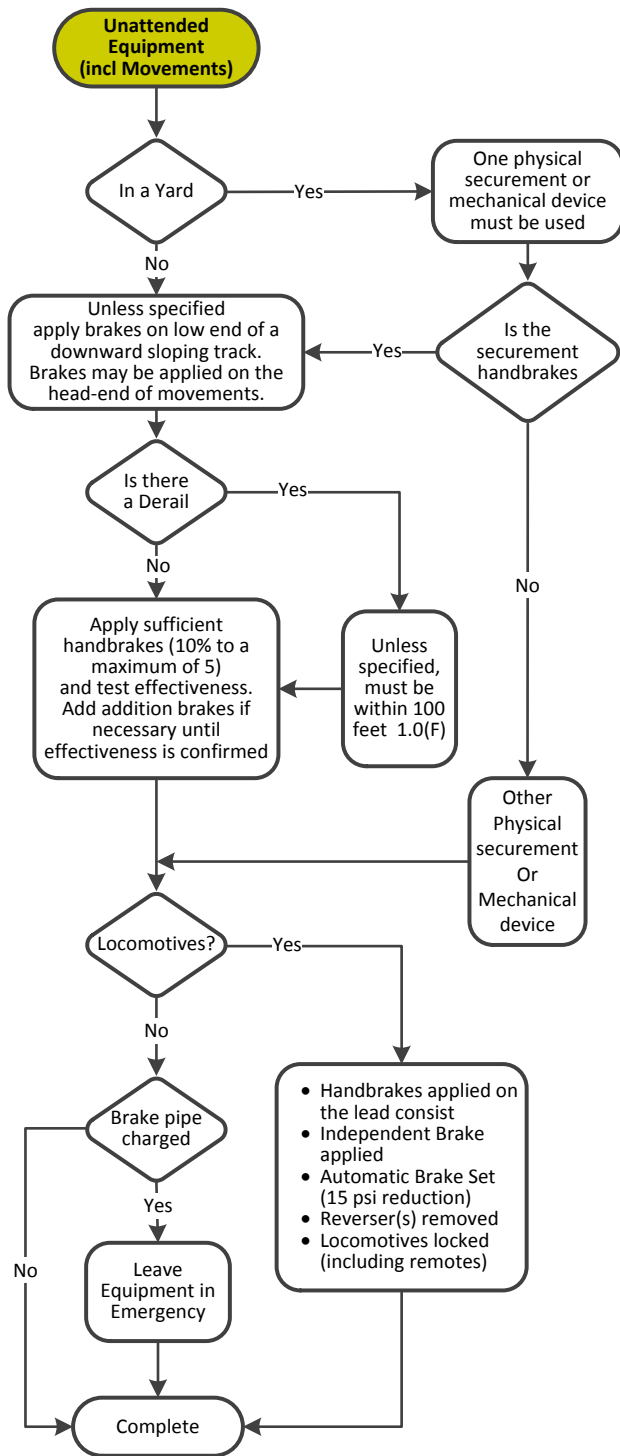 Unattended
Equipment
(incl Movements)
In a Yard
Yes
One physical
securement or
mechanical device
must be used
No
Unless specified
apply brakes on low end of a
downward sloping track.
Brakes may be applied on the
head-end of movements.
Yes
Is the
securement
handbrakes
Is there
a Derail
Yes
No
No
Apply sufficient
handbrakes (10% to a
maximum of 5)
and test effectiveness.
Add addition brakes if
necessary until
effectiveness is confirmed
Unless
specified,
must be
within 100
feet 1.0(F)
Other
Physical
securement
Or
Mechanical
device
Locomotives?
Yes
No
• Handbrakes applied on
the lead consist
• Independent Brake
applied
• Automatic Brake Set
(15 psi reduction)
• Reverser(s) removed
• Locomotives locked
(including remotes)
Brake pipe
charged
Yes
No
Leave
Equipment in
Emergency
Complete